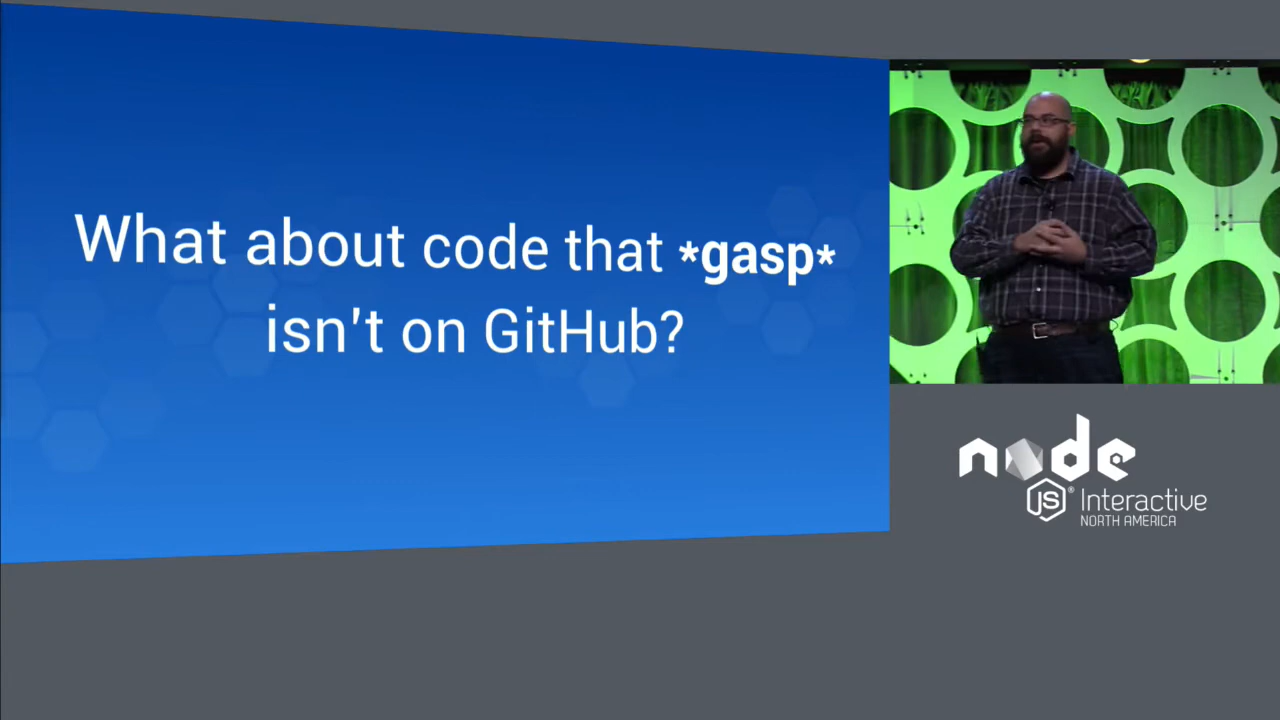 What about code that *gasp*
isn't on GitHub?
node
JS® Interactive
NORTH AMERICA